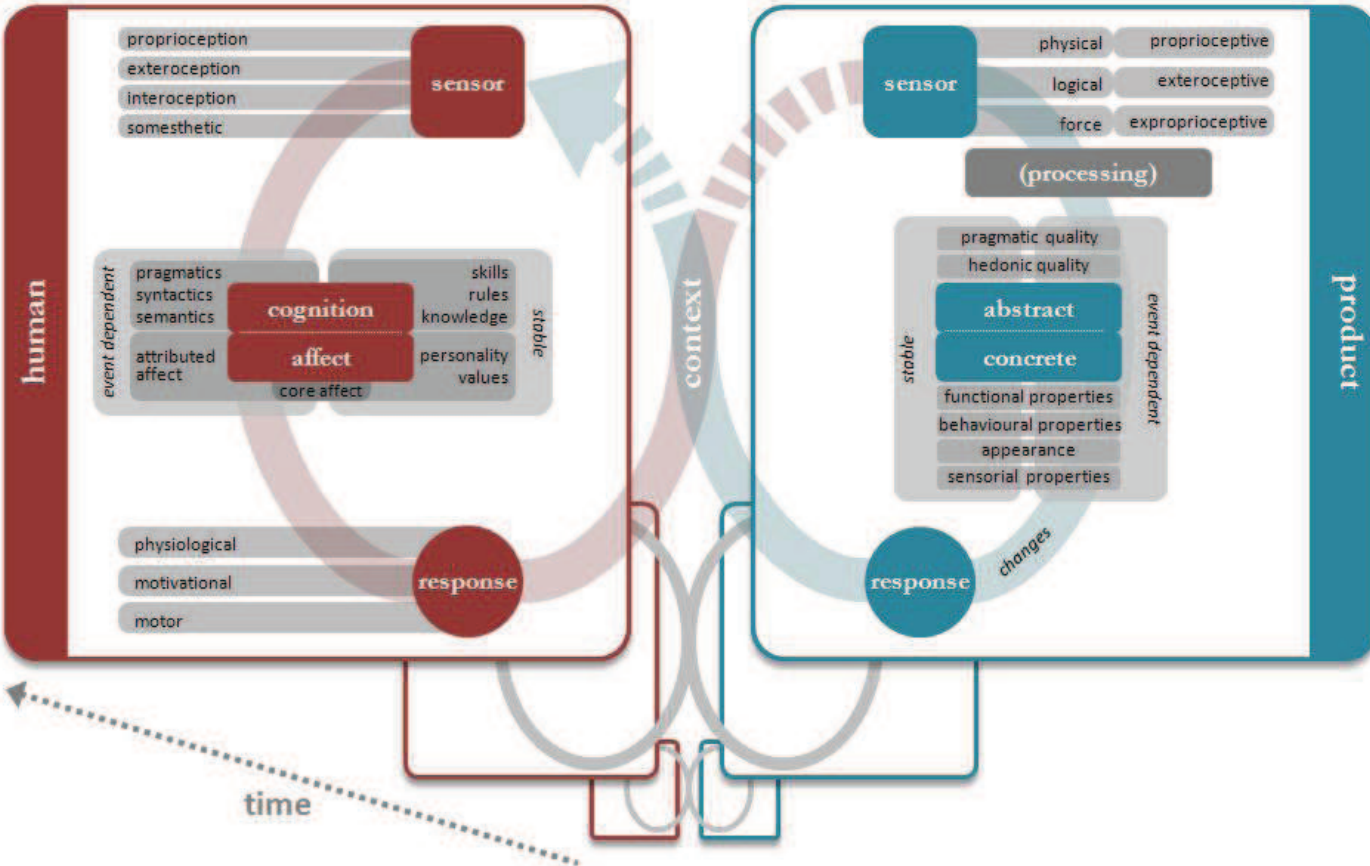 human
proprioception
exteroception
interoception
somesthetic
sensor
event dependent
pragmatics
syntactics
semantics
attributed
affect
cognition
affect
core affect
skills
rules
knowledge
personality
values
stable
physiological
motivational
motor
response
context
sensor
physical
logical
force
proprioceptive
exteroceptive
exproprioceptive
(processing)
stable
pragmatic quality
hedonic quality
abstract
concrete
functional properties
behavioural properties
appearance
sensorial properties
event dependent
response
changes
product
time